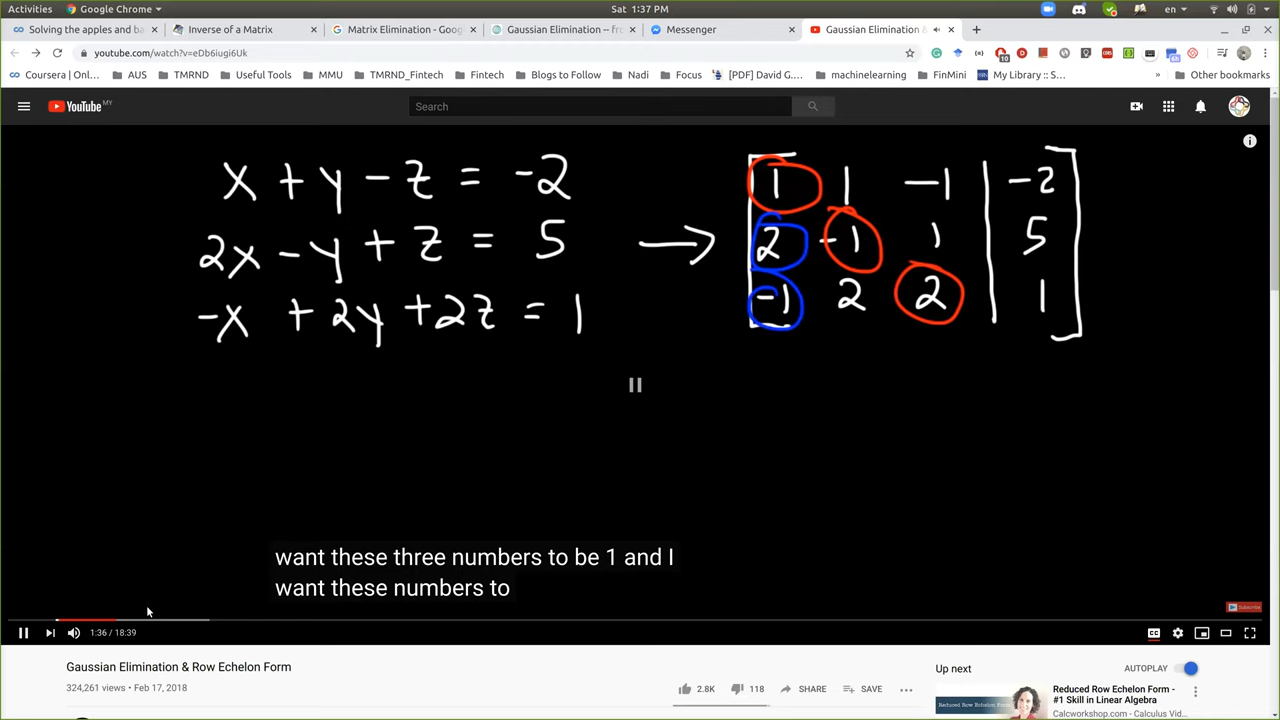 Activities Google Chrome Sat 1:37 PM en
Solving the apples and ba Inverse of a Matrix Matrix Elimination - Goog Gaussian Elimination -- fro Messenger Gaussian Elimination &
youtube.com/watch?v=eDb6iugi6Uk
Coursera | Onl... AUS TMRND Useful Tools MMU TMRND_Fintech Fintech Blogs to Follow Nadi Focus [PDF] David G.... machinelearning FinMini My Library :: S... » Other bookmarks
YouTube MY Search
x + y - z = -2 → 1 1 -1 | -2
2x - y + z = 5 2 -1 1 | 5
-x + 2y + 2z = 1 -1 2 2 | 1
want these three numbers to be 1 and I
want these numbers to
Subscribe
1:36 / 18:39
Gaussian Elimination & Row Echelon Form
324,261 views • Feb 17, 2018 2.8K 118 SHARE SAVE
Up next AUTOPLAY
Reduced Row Echelon Form -
#1 Skill in Linear Algebra
Calcworkshop.com - Calculus Vid...